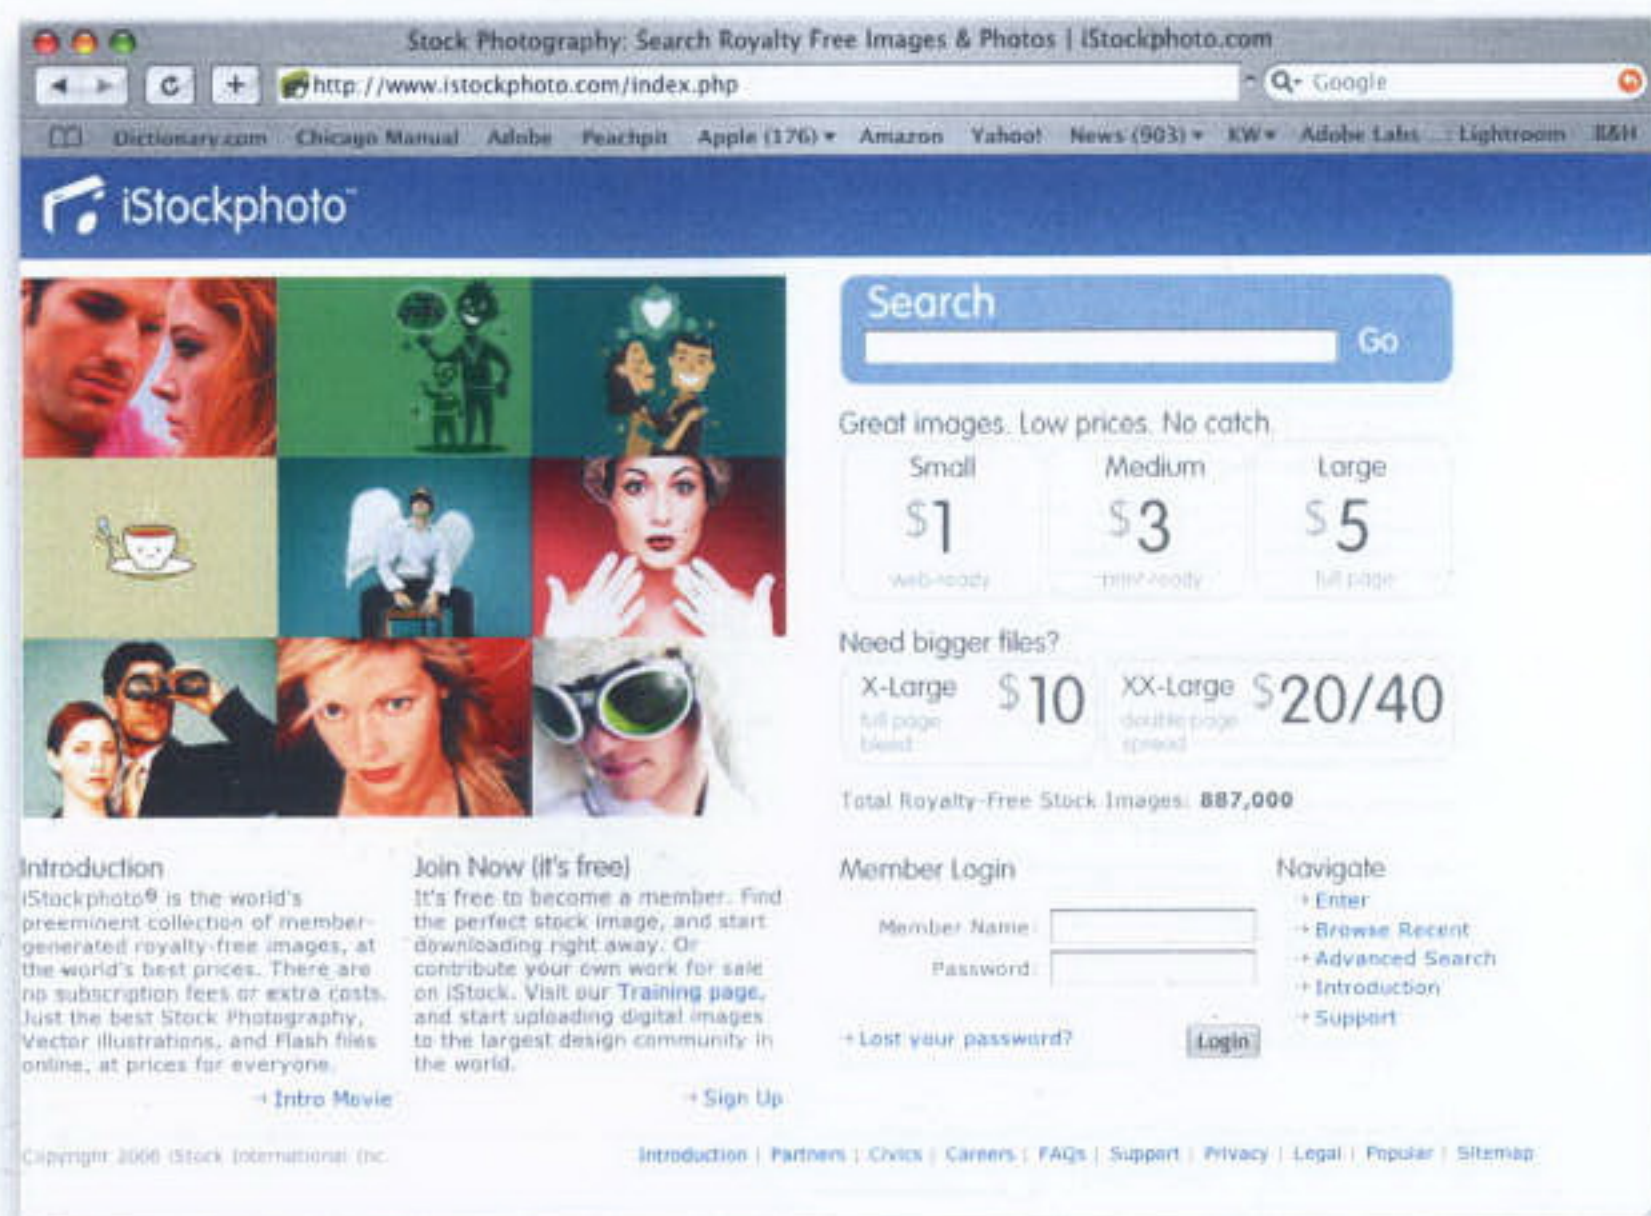 Stock Photography: Search Royalty Free Images & Photos | iStockphoto.com
http://www.istockphoto.com/index.php
Google
Dictionary.com Chicago Manual Adobe Peachpit Apple (176) Amazon Yahoo! News (903) KW Adobe Labs Lightroom B&H
iStockphoto™
Search
Go
Great images. Low prices. No catch.
Small Medium Large
$1 $3 $5
web-ready print-ready full page
Need bigger files?
X-Large $10 XX-Large $20/40
full page double page
bleed spread
Total Royalty-Free Stock Images: 887,000
Introduction
iStockphoto® is the world's
preeminent collection of member-
generated royalty-free images, at
the world's best prices. There are
no subscription fees or extra costs.
Just the best Stock Photography,
Vector illustrations, and Flash files
online, at prices for everyone.
Intro Movie
Join Now (it's free)
It's free to become a member. Find
the perfect stock image, and start
downloading right away. Or
contribute your own work for sale
on iStock. Visit our Training page,
and start uploading digital images
to the largest design community in
the world.
Sign Up
Member Login
Member Name:
Password:
Lost your password?
Login
Navigate
Enter
Browse Recent
Advanced Search
Introduction
Support
Copyright 2006 iStock International Inc.
Introduction | Partners | Civics | Careers | FAQs | Support | Privacy | Legal | Popular | Sitemap